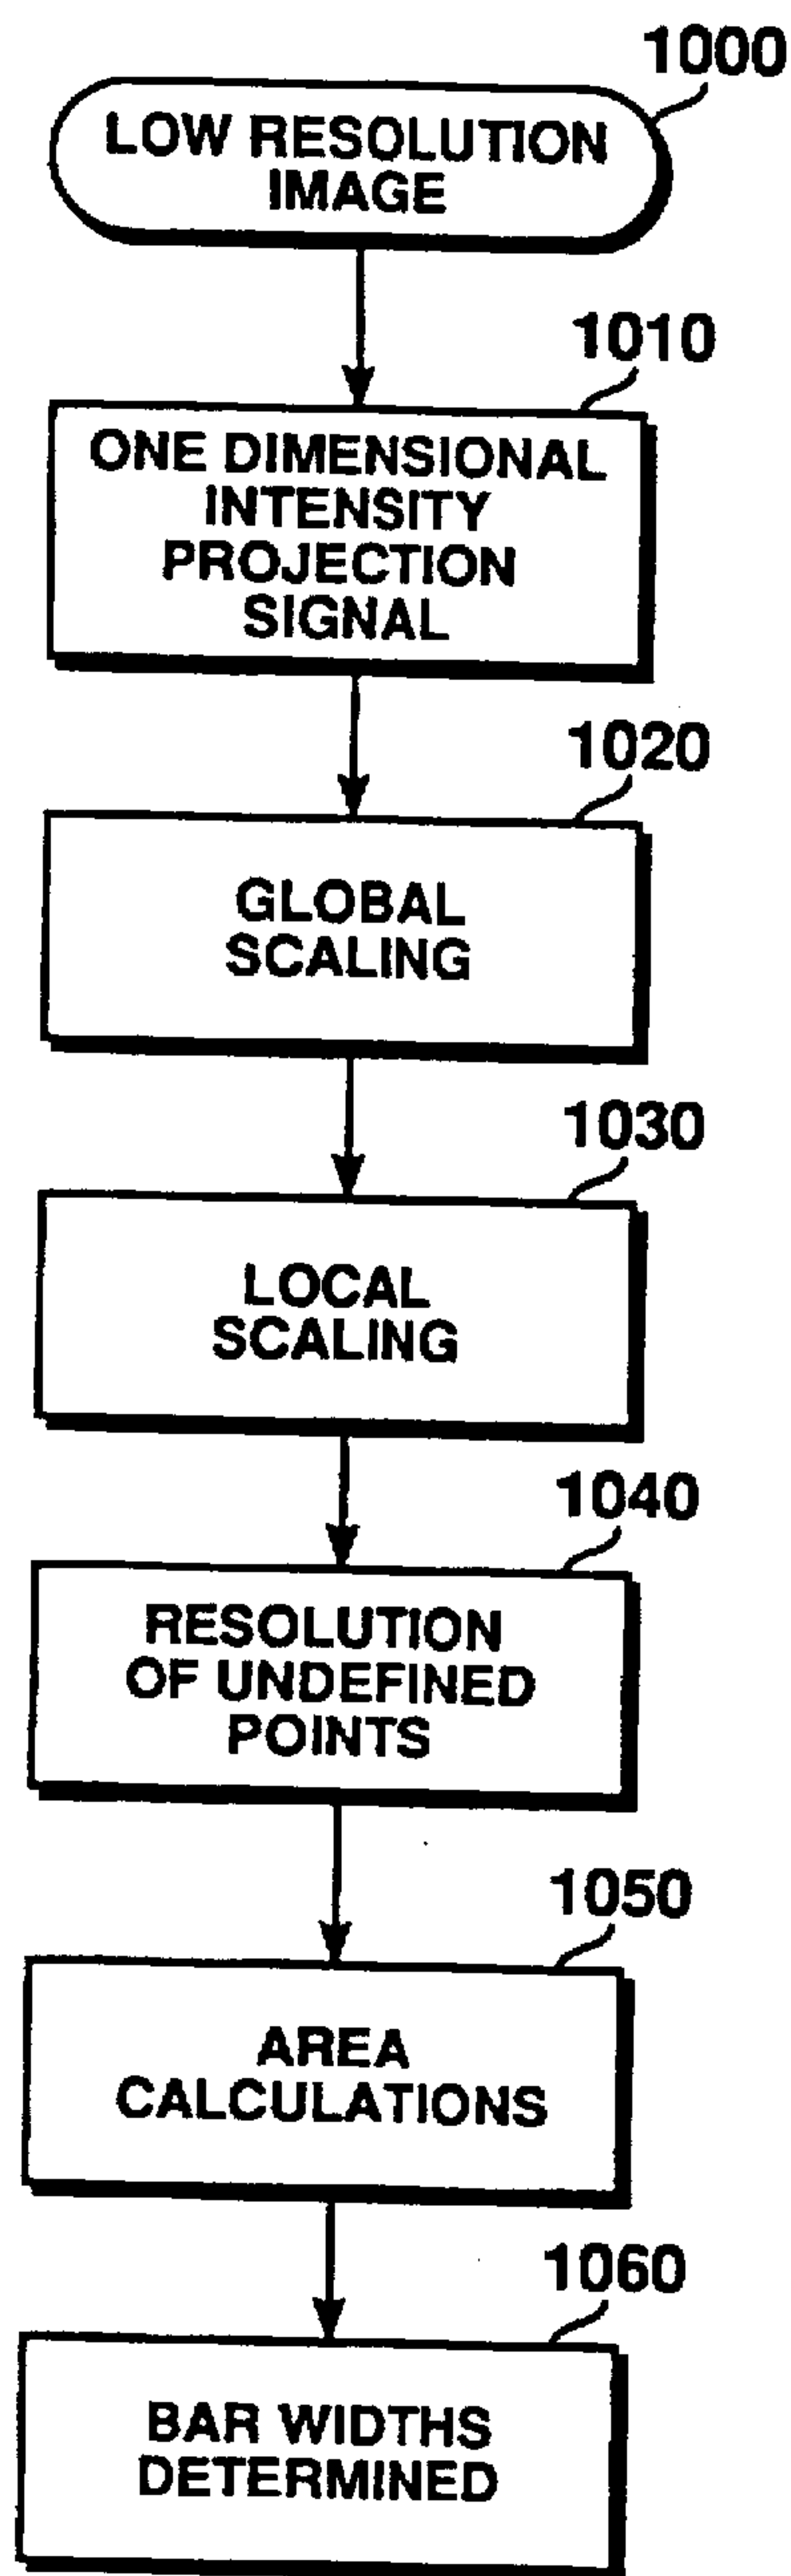 1000
LOW RESOLUTION
IMAGE
1010
ONE DIMENSIONAL
INTENSITY
PROJECTION
SIGNAL
1020
GLOBAL
SCALING
1030
LOCAL
SCALING
1040
RESOLUTION
OF UNDEFINED
POINTS
1050
AREA
CALCULATIONS
1060
BAR WIDTHS
DETERMINED